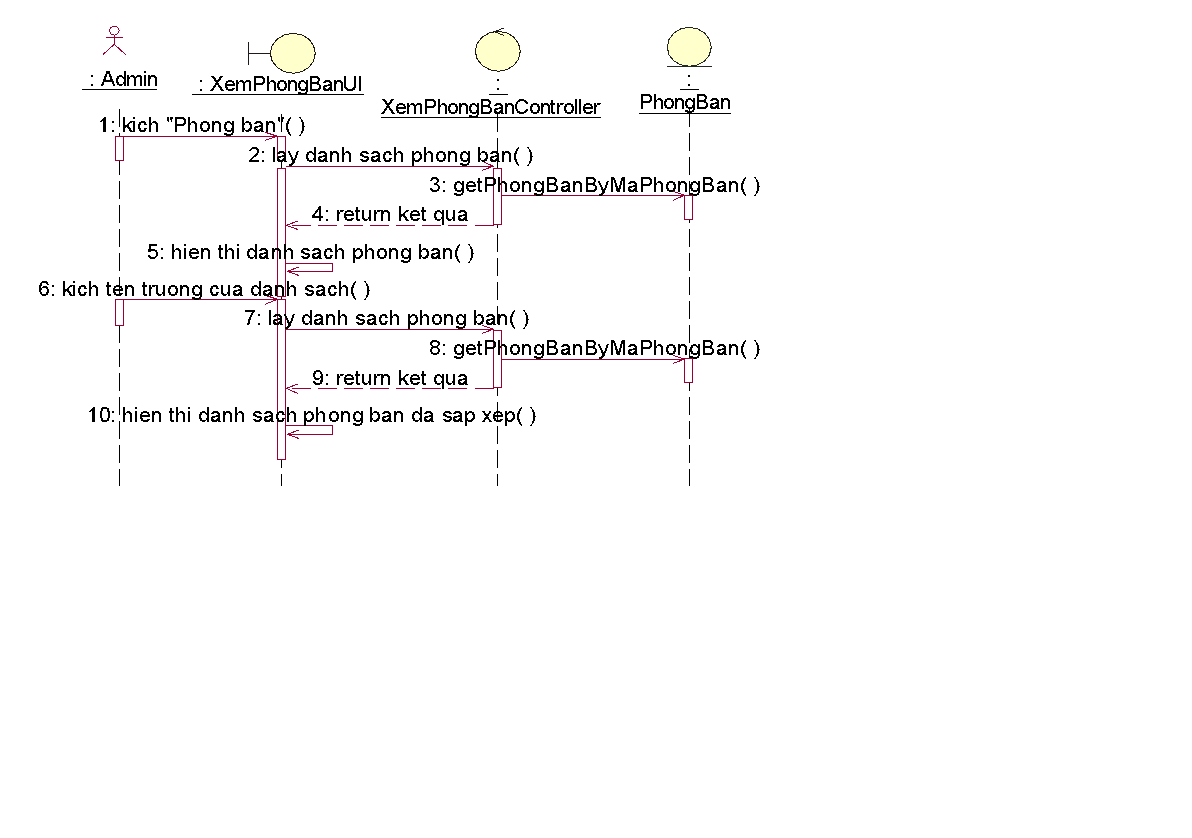 : Admin
: XemPhongBanUI
:
XemPhongBanController
:
PhongBan
1: kich "Phong ban"( )
2: lay danh sach phong ban( )
3: getPhongBanByMaPhongBan( )
4: return ket qua
5: hien thi danh sach phong ban( )
6: kich ten truong cua danh sach( )
7: lay danh sach phong ban( )
8: getPhongBanByMaPhongBan( )
9: return ket qua
10: hien thi danh sach phong ban da sap xep( )